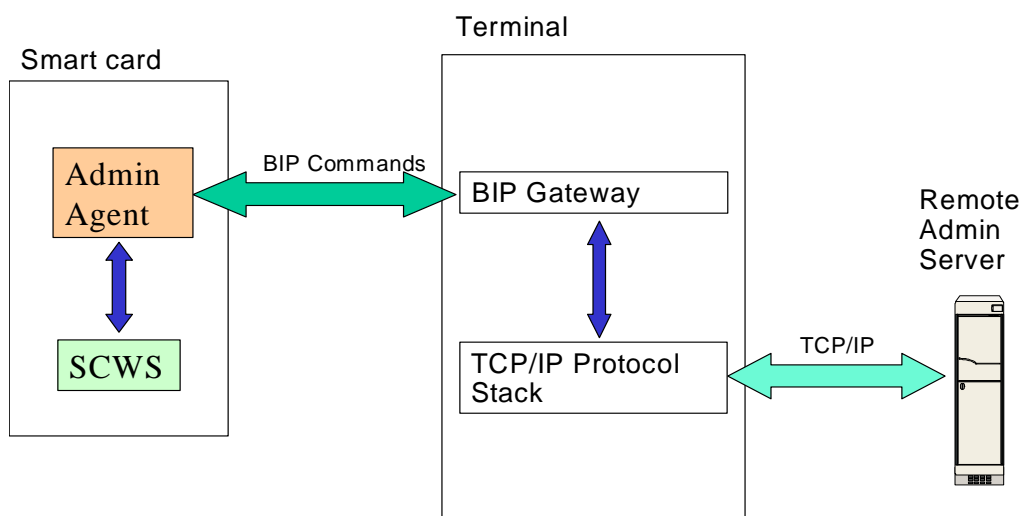 Terminal
Smart card
BIP Commands
Admin
Agent
BIP Gateway
Remote
Admin
Server
SCWS
TCP/IP Protocol
Stack
TCP/IP